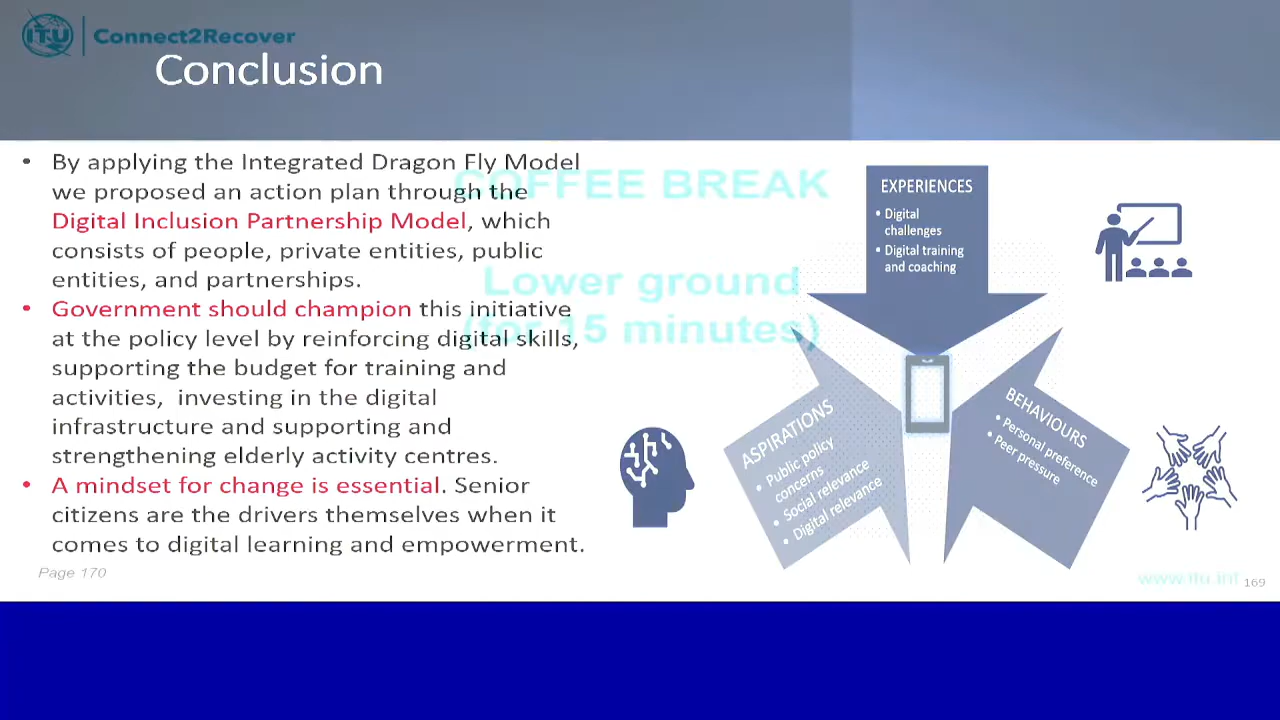 ITU
Connect2Recover
Conclusion
• By applying the Integrated Dragon Fly Model
we proposed an action plan through the
Digital Inclusion Partnership Model, which
consists of people, private entities, public
entities, and partnerships.
• Government should champion this initiative
at the policy level by reinforcing digital skills,
supporting the budget for training and
activities,  investing in the digital
infrastructure and supporting and
strengthening elderly activity centres.
• A mindset for change is essential. Senior
citizens are the drivers themselves when it
comes to digital learning and empowerment.
Page 170
COFFEE BREAK
Lower ground
(for 15 minutes)
EXPERIENCES
• Digital
challenges
• Digital training
and coaching
ASPIRATIONS
• Public policy
concerns
• Social relevance
• Digital relevance
BEHAVIOURS
• Personal preference
• Peer pressure
www.itu.int
169